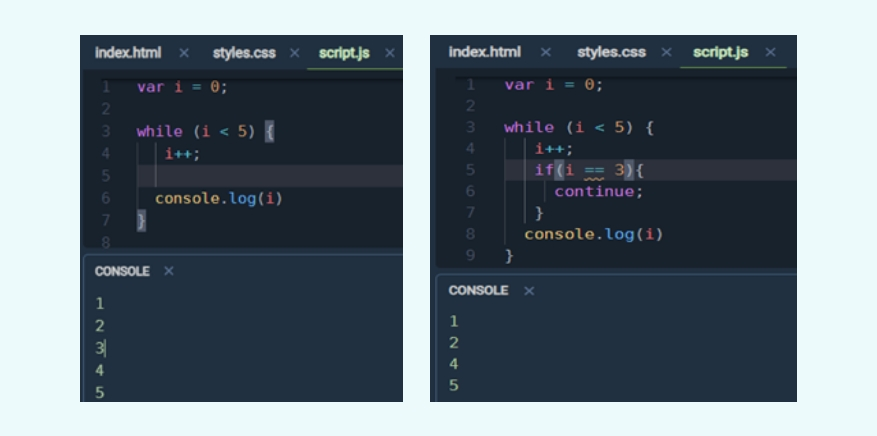 index.html × styles.css × script.js ×
1 var i = 0;
2
3 while (i < 5) {
4 i++;
5
6 console.log(i)
7 }
8
CONSOLE ×
1
2
3
4
5
index.html × styles.css × script.js ×
1 var i = 0;
2
3 while (i < 5) {
4 i++;
5 if(i == 3){
6 continue;
7 }
8 console.log(i)
9 }
CONSOLE ×
1
2
4
5